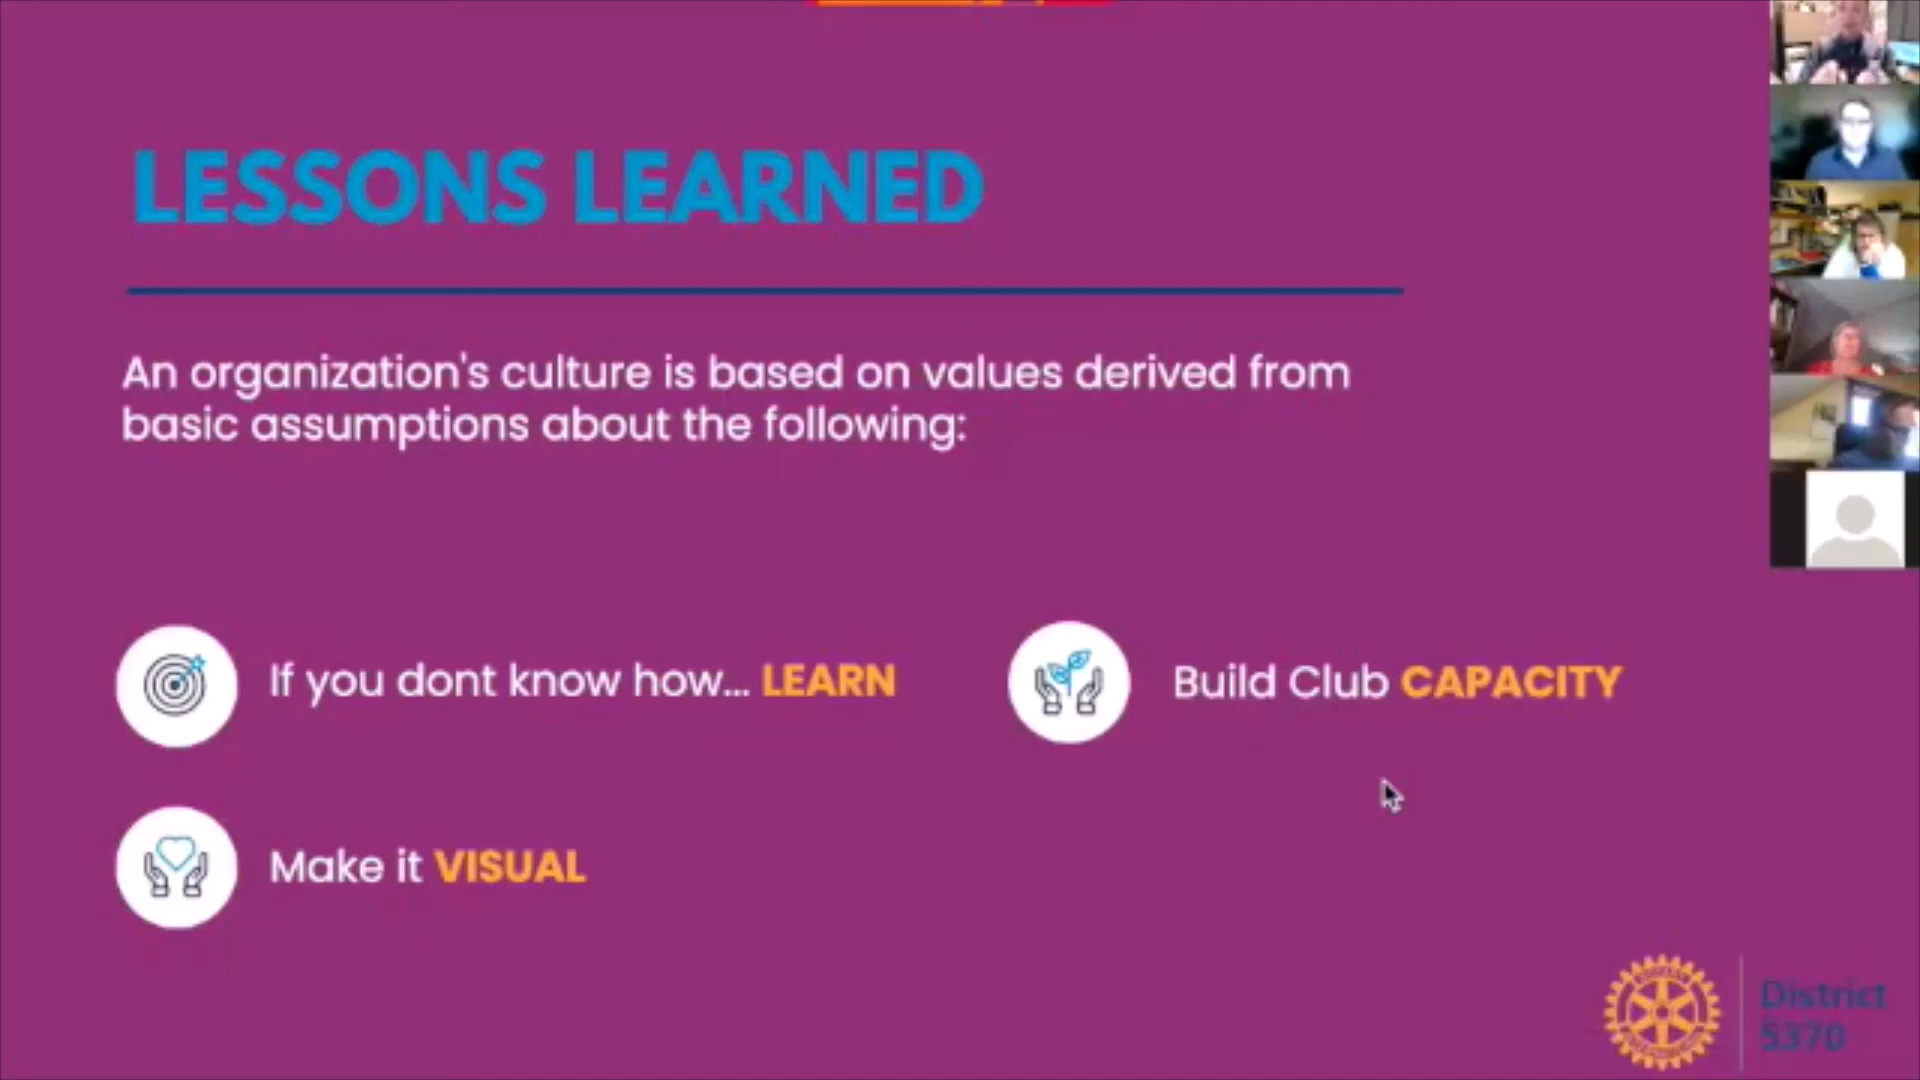 LESSONS LEARNED
An organization's culture is based on values derived from
basic assumptions about the following:
If you dont know how... LEARN
Build Club CAPACITY
Make it VISUAL
District
5370